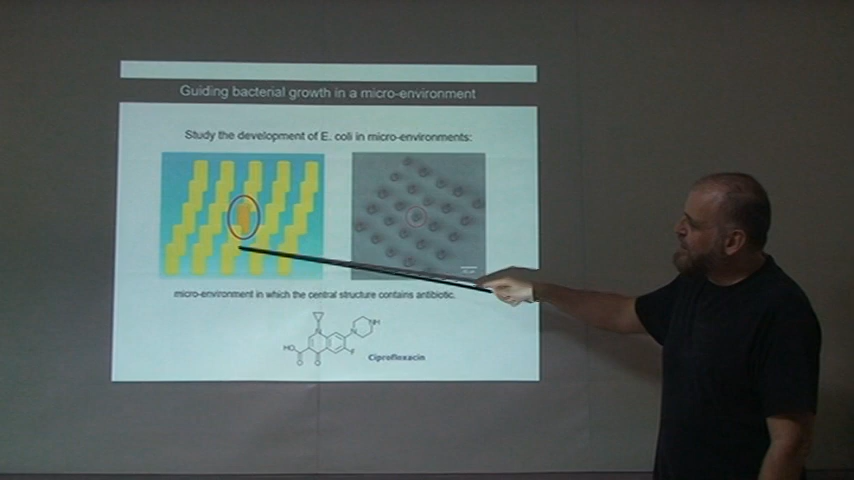 Guiding bacterial growth in a micro-environment
Study the development of E. coli in micro-environments:
micro-environment in which the central structure contains antibiotic.
NH
N
N
HO
O
O
F
Ciprofloxacin